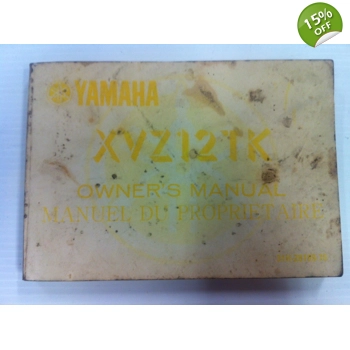 15%
OFF
YAMAHA
XVZ12TK
OWNER'S MANUAL
MANUEL DU PROPRIETAIRE